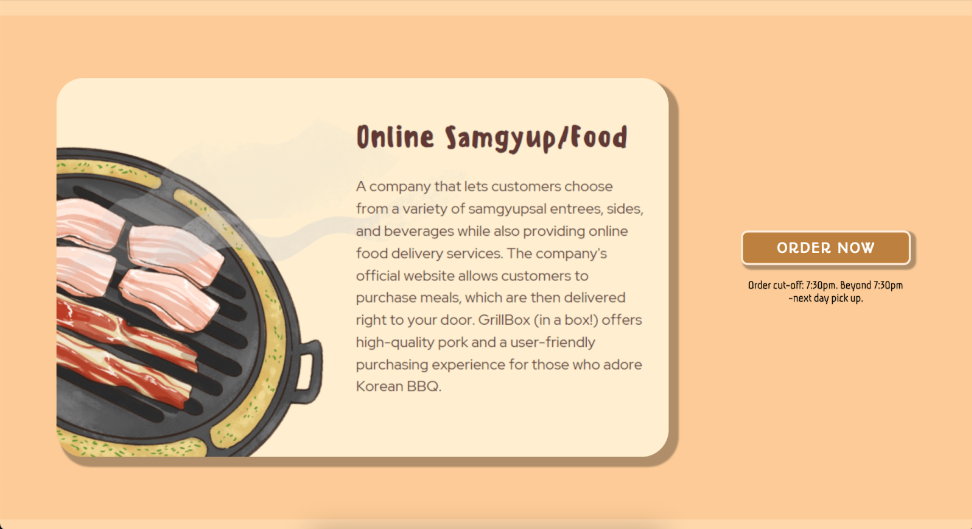 Online Samgyup/Food
A company that lets customers choose
from a variety of samgyupsal entrees, sides,
and beverages while also providing online
food delivery services. The company's
official website allows customers to
purchase meals, which are then delivered
right to your door. GrillBox (in a box!) offers
high-quality pork and a user-friendly
purchasing experience for those who adore
Korean BBQ.
ORDER NOW
Order cut-off: 7:30pm. Beyond 7:30pm
-next day pick up.